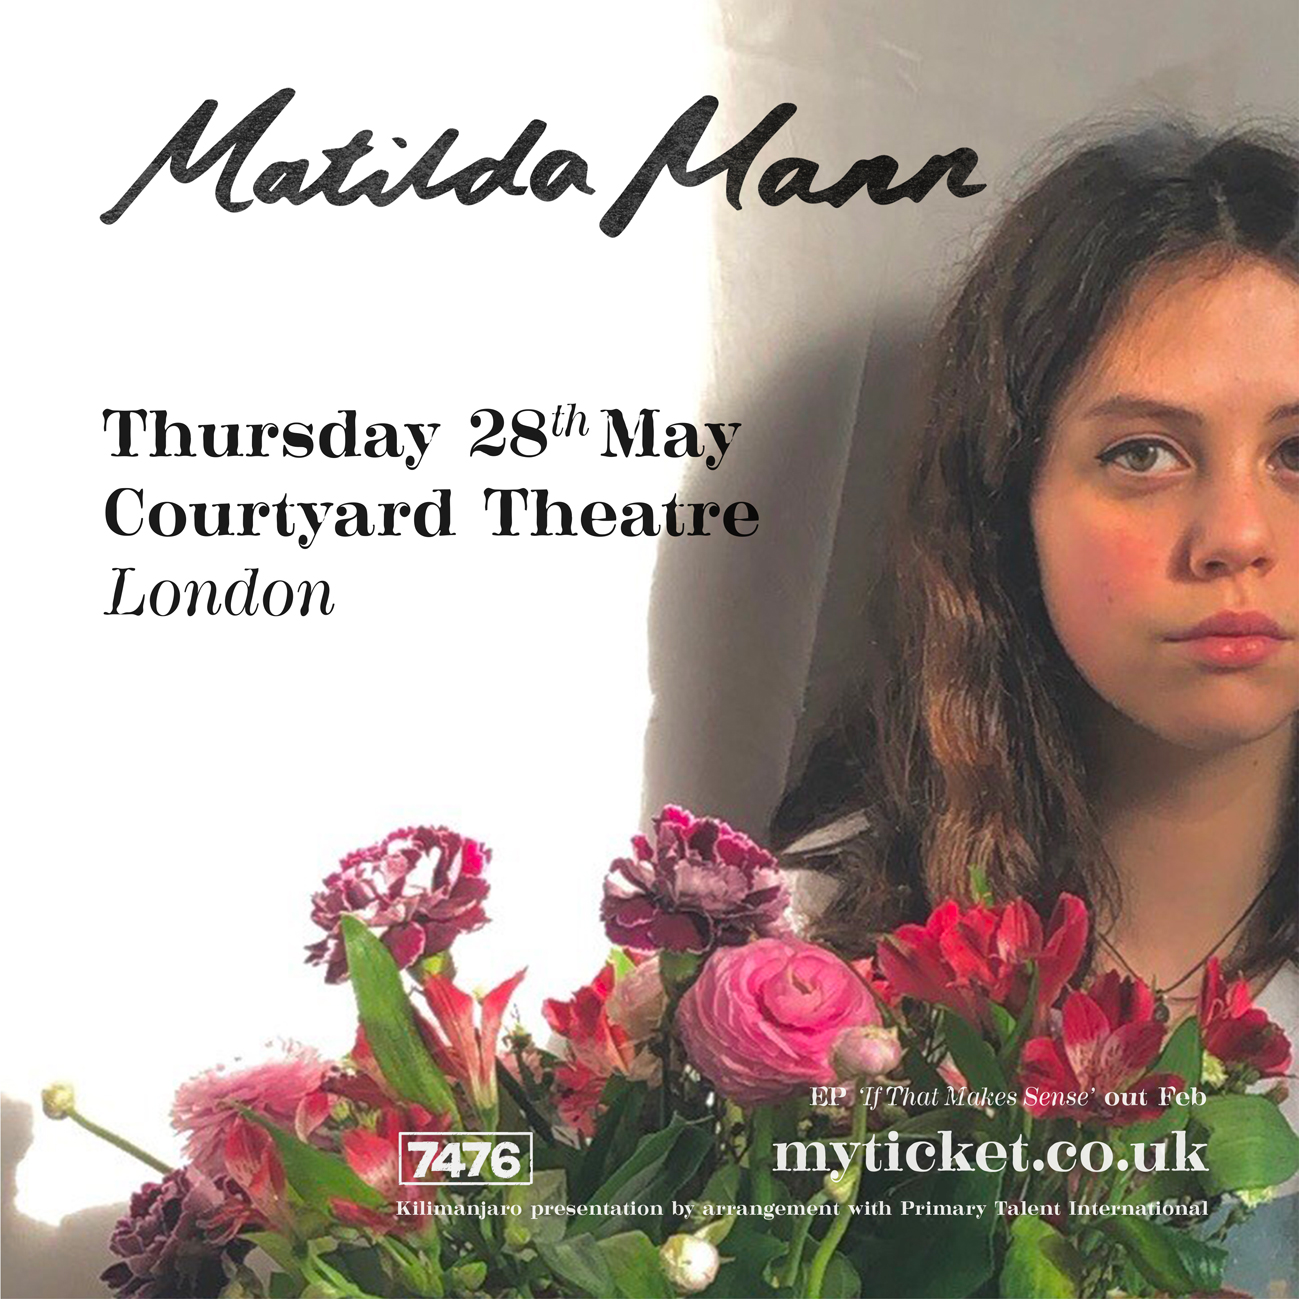 Matilda Mann
Thursday 28th May
Courtyard Theatre
London
EP 'If That Makes Sense' out Feb
7476
myticket.co.uk
Kilimanjaro presentation by arrangement with Primary Talent International